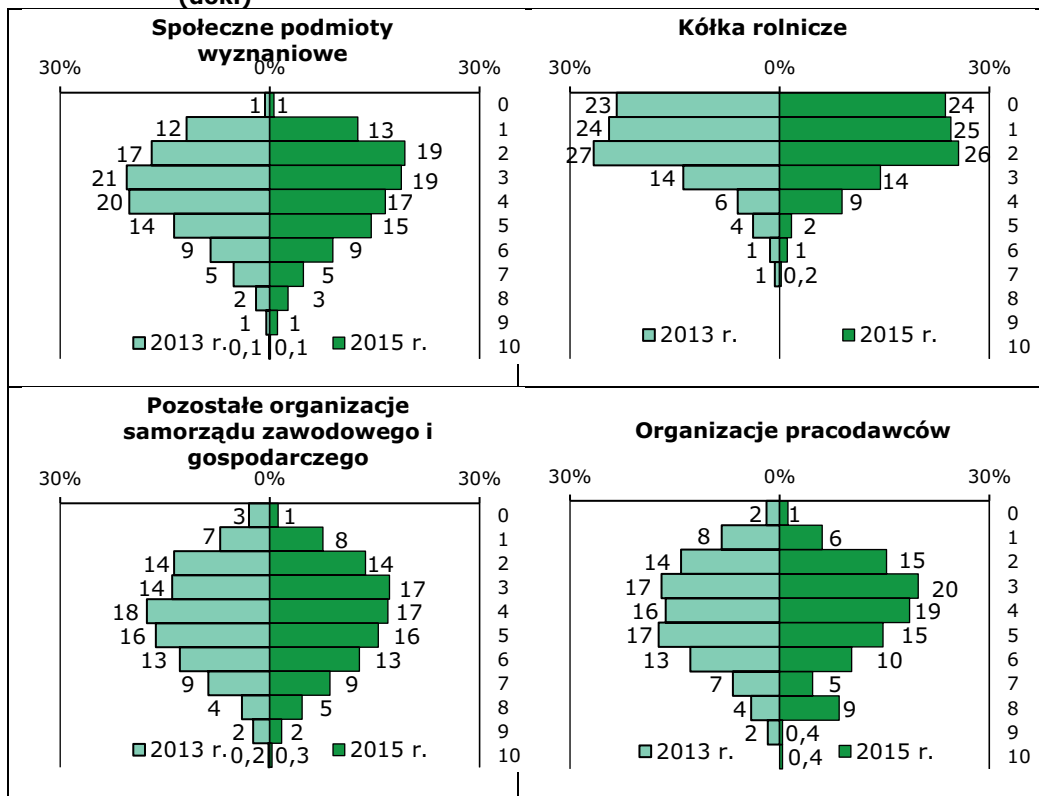 (dok.)
Społeczne podmioty
wyznaniowe
30% 0% 30%
1 1 0
12 13 1
17 19 2
21 19 3
20 17 4
14 15 5
9 9 6
5 5 7
2 3 8
1 1 9
2013 r. 0,1 0,1 2015 r. 10
Kółka rolnicze
30% 0% 30%
23 24 0
24 25 1
27 26 2
14 14 3
6 9 4
4 2 5
1 1 6
1 0,2 7
8
9
2013 r. 2015 r. 10
Pozostałe organizacje
samorządu zawodowego i
gospodarczego
30% 0% 30%
3 1 0
7 8 1
14 14 2
14 17 3
18 17 4
16 16 5
13 13 6
9 9 7
4 5 8
2 2 9
2013 r. 0,2 0,3 2015 r. 10
Organizacje pracodawców
30% 0% 30%
2 1 0
8 6 1
14 15 2
17 20 3
16 19 4
17 15 5
13 10 6
7 5 7
4 9 8
2 0,4 9
2013 r. 0,4 2015 r. 10